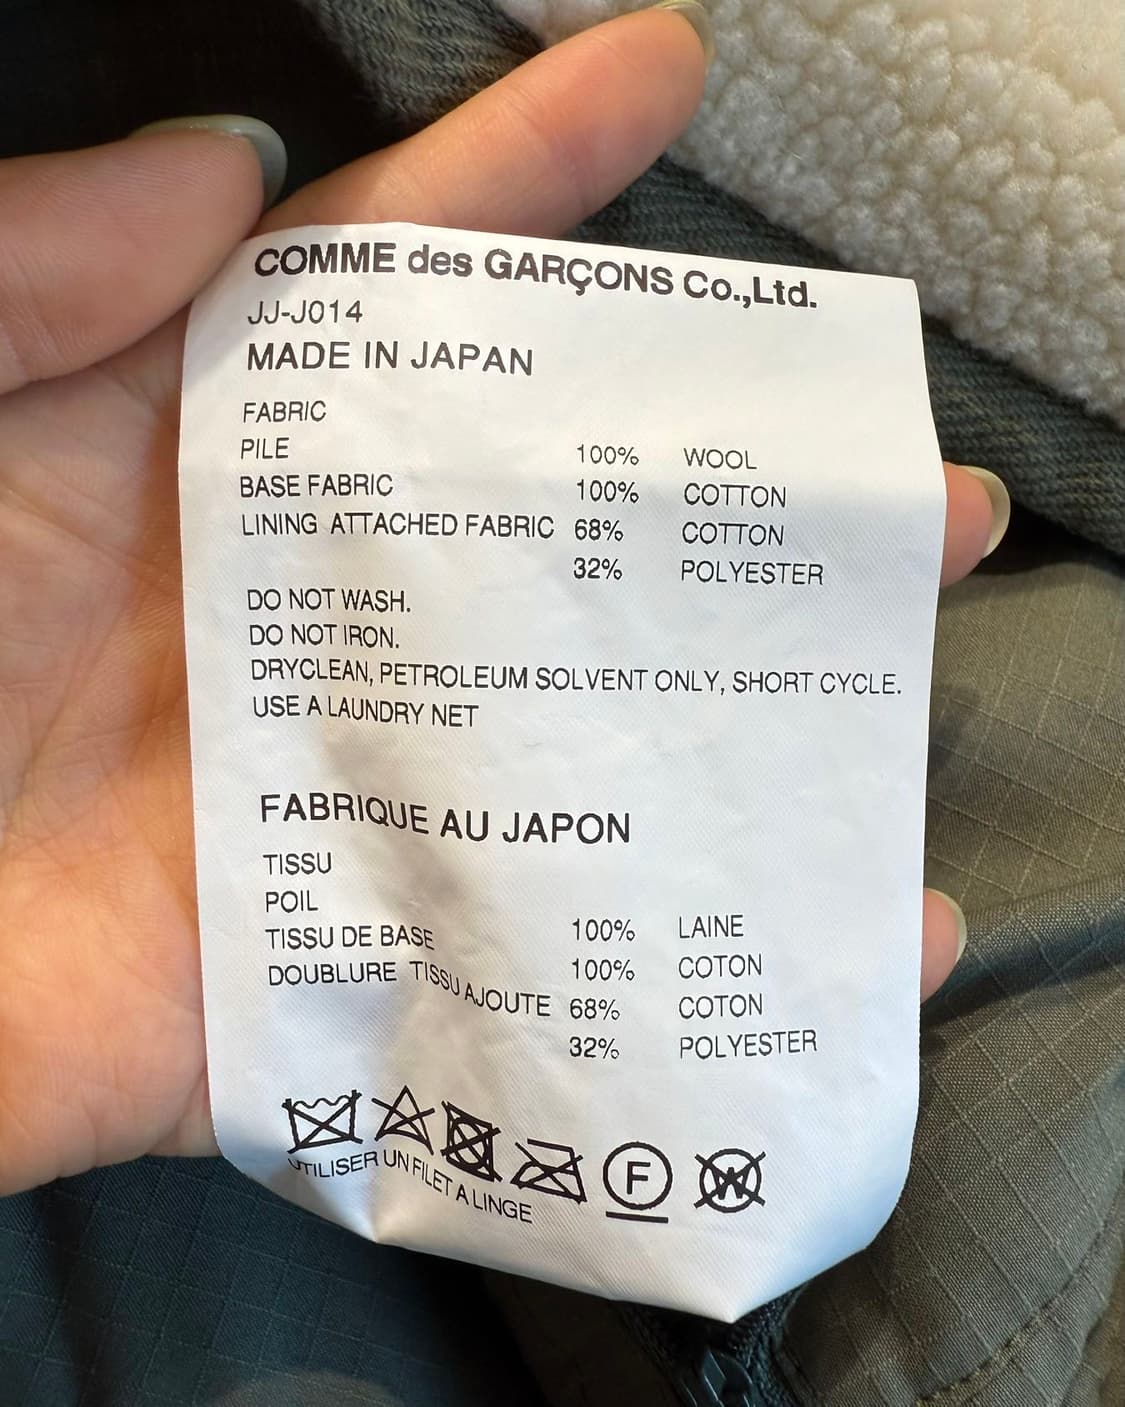 COMME des GARÇONS Co.,Ltd.
JJ-J014
MADE IN JAPAN
FABRIC
PILE 100% WOOL
BASE FABRIC 100% COTTON
LINING ATTACHED FABRIC 68% COTTON
32% POLYESTER
DO NOT WASH.
DO NOT IRON.
DRYCLEAN, PETROLEUM SOLVENT ONLY, SHORT CYCLE.
USE A LAUNDRY NET
FABRIQUE AU JAPON
TISSU
POIL 100% LAINE
TISSU DE BASE 100% COTON
DOUBLURE TISSU AJOUTE 68% COTON
32% POLYESTER
F W
UTILISER UN FILET A LINGE